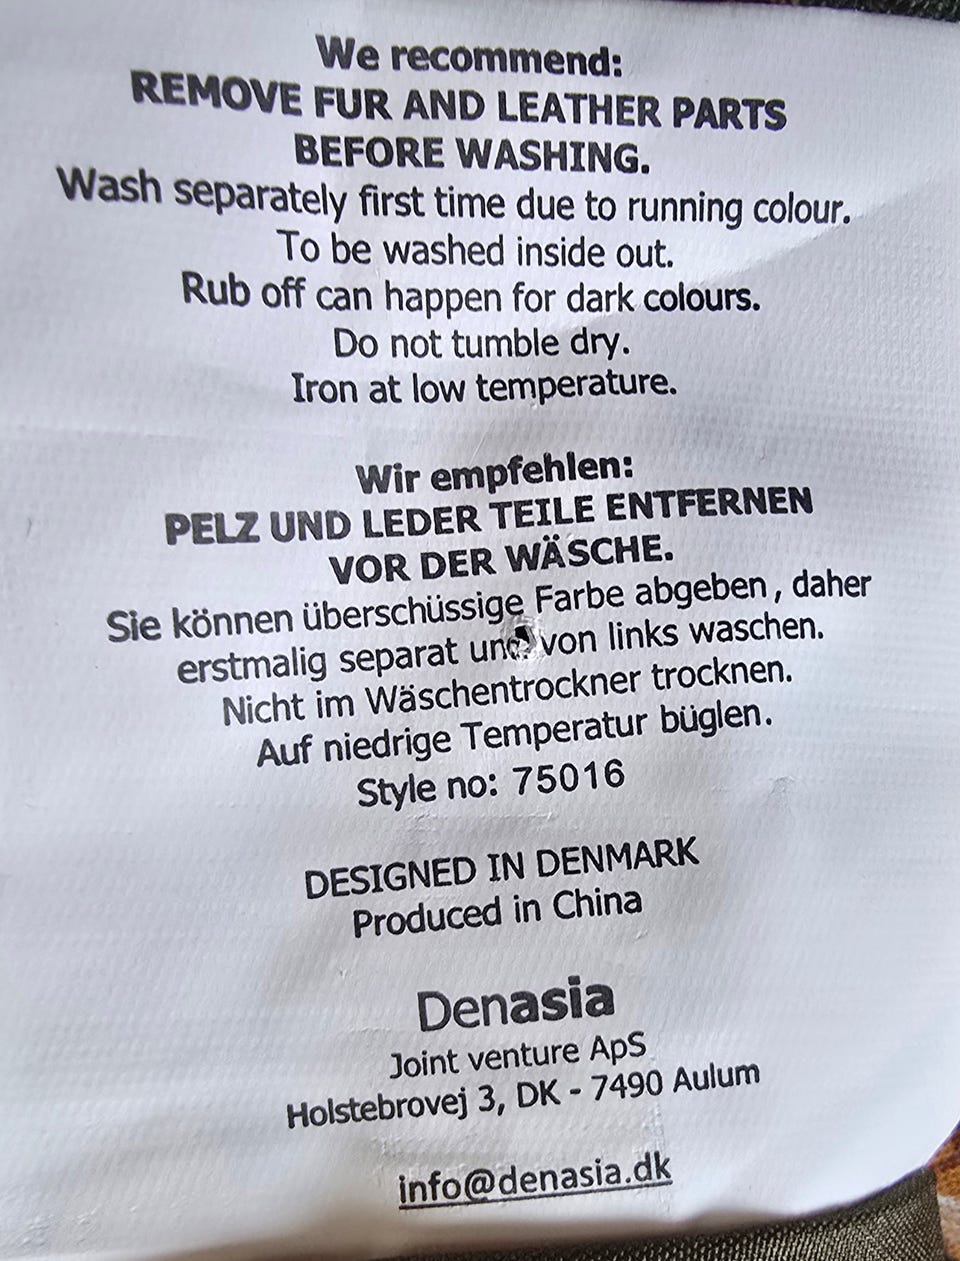 We recommend:
REMOVE FUR AND LEATHER PARTS
BEFORE WASHING.
Wash separately first time due to running colour.
To be washed inside out.
Rub off can happen for dark colours.
Do not tumble dry.
Iron at low temperature.
Wir empfehlen:
PELZ UND LEDER TEILE ENTFERNEN
VOR DER WÄSCHE.
Sie können überschüssige Farbe abgeben, daher
erstmalig separat und von links waschen.
Nicht im Wäschentrockner trocknen.
Auf niedrige Temperatur büglen.
Style no: 75016
DESIGNED IN DENMARK
Produced in China
Denasia
Joint venture ApS
Holstebrovej 3, DK - 7490 Aulum
info@denasia.dk